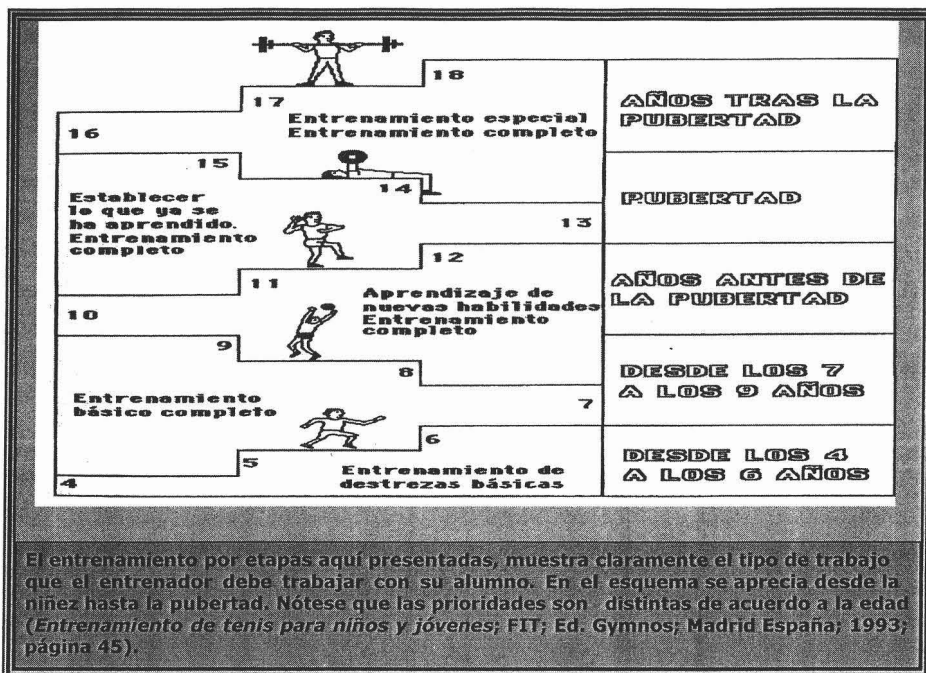 18
17
AÑOS TRAS LA
PUBERTAD
Entrenamiento especial
Entrenamiento completo
16
15
14
PUBERTAD
Establecer
lo que ya se
ha aprendido.
Entrenamiento
completo
13
12
11
AÑOS ANTES DE
LA PUBERTAD
Aprendizaje de
nuevas habilidades
Entrenamiento
completo
10
9
8
DESDE LOS 7
A LOS 9 AÑOS
7
Entrenamiento
básico completo
6
5
DESDE LOS 4
A LOS 6 AÑOS
Entrenamiento de
destrezas básicas
4
El entrenamiento por etapas aquí presentadas, muestra claramente el tipo de trabajo
que el entrenador debe trabajar con su alumno. En el esquema se aprecia desde la
niñez hasta la pubertad. Nótese que las prioridades son distintas de acuerdo a la edad
(Entrenamiento de tenis para niños y jóvenes; FIT; Ed. Gymnos; Madrid España; 1993;
página 45).